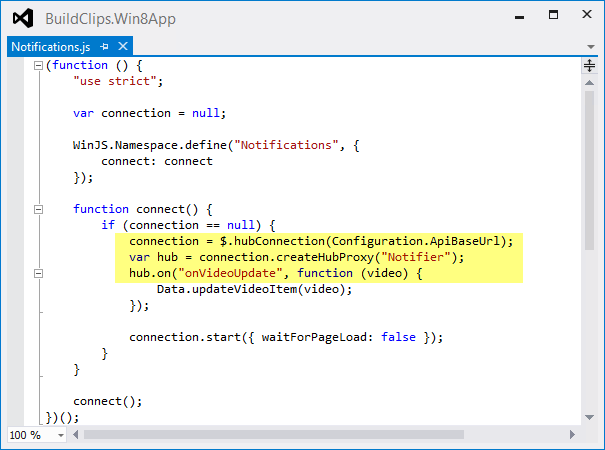 BuildClips.Win8App
Notifications.js
(function () {
    "use strict";
    var connection = null;
    WinJS.Namespace.define("Notifications", {
        connect: connect
    });
    function connect() {
        if (connection == null) {
            connection = $.hubConnection(Configuration.ApiBaseUrl);
            var hub = connection.createHubProxy("Notifier");
            hub.on("onVideoUpdate", function (video) {
                Data.updateVideoItem(video);
            });
            connection.start({ waitForPageLoad: false });
        }
    }
    connect();
})();
100 %